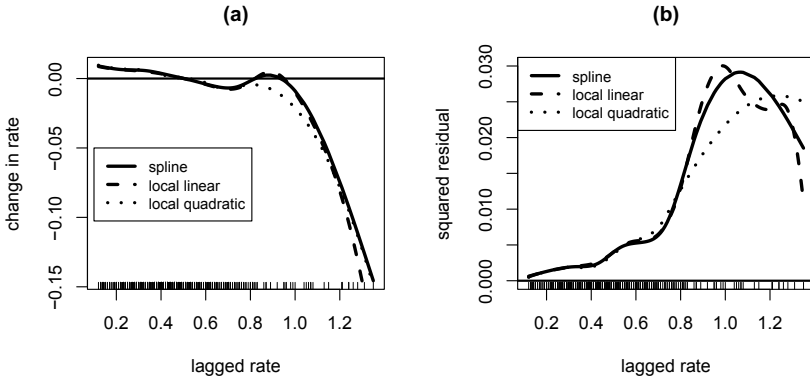 (a)
change in rate
0.00
−0.05
−0.10
−0.15
spline
local linear
local quadratic
0.2 0.4 0.6 0.8 1.0 1.2
lagged rate
(b)
squared residual
0.030
0.020
0.010
0.000
spline
local linear
local quadratic
0.2 0.4 0.6 0.8 1.0 1.2
lagged rate